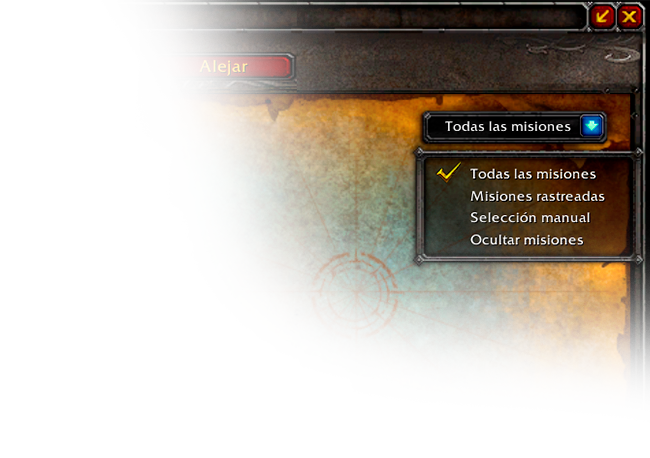 Alejar
Todas las misiones
Todas las misiones
Misiones rastreadas
Selección manual
Ocultar misiones